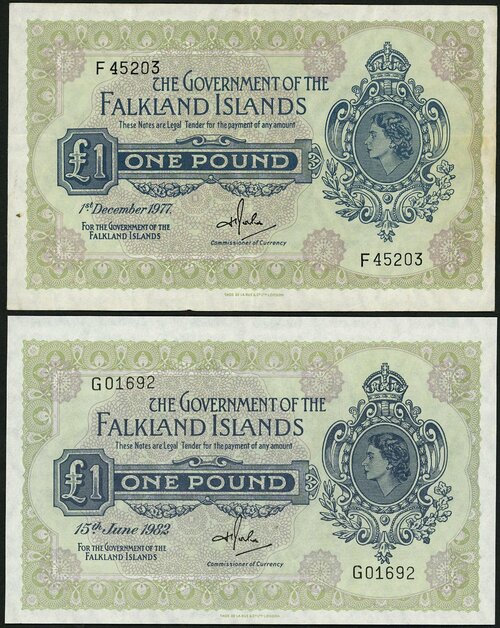 F45203
THE GOVERNMENT OF THE
FALKLAND ISLANDS
These Notes are Legal Tender for the payment of any amount
£1 ONE POUND
1st December 1977.
FOR THE GOVERNMENT OF THE
FALKLAND ISLANDS
Commissioner of Currency
F45203
G01692
THE GOVERNMENT OF THE
FALKLAND ISLANDS
These Notes are Legal Tender for the payment of any amount
£1 ONE POUND
15th June 1982
FOR THE GOVERNMENT OF THE
FALKLAND ISLANDS
Commissioner of Currency
G01692